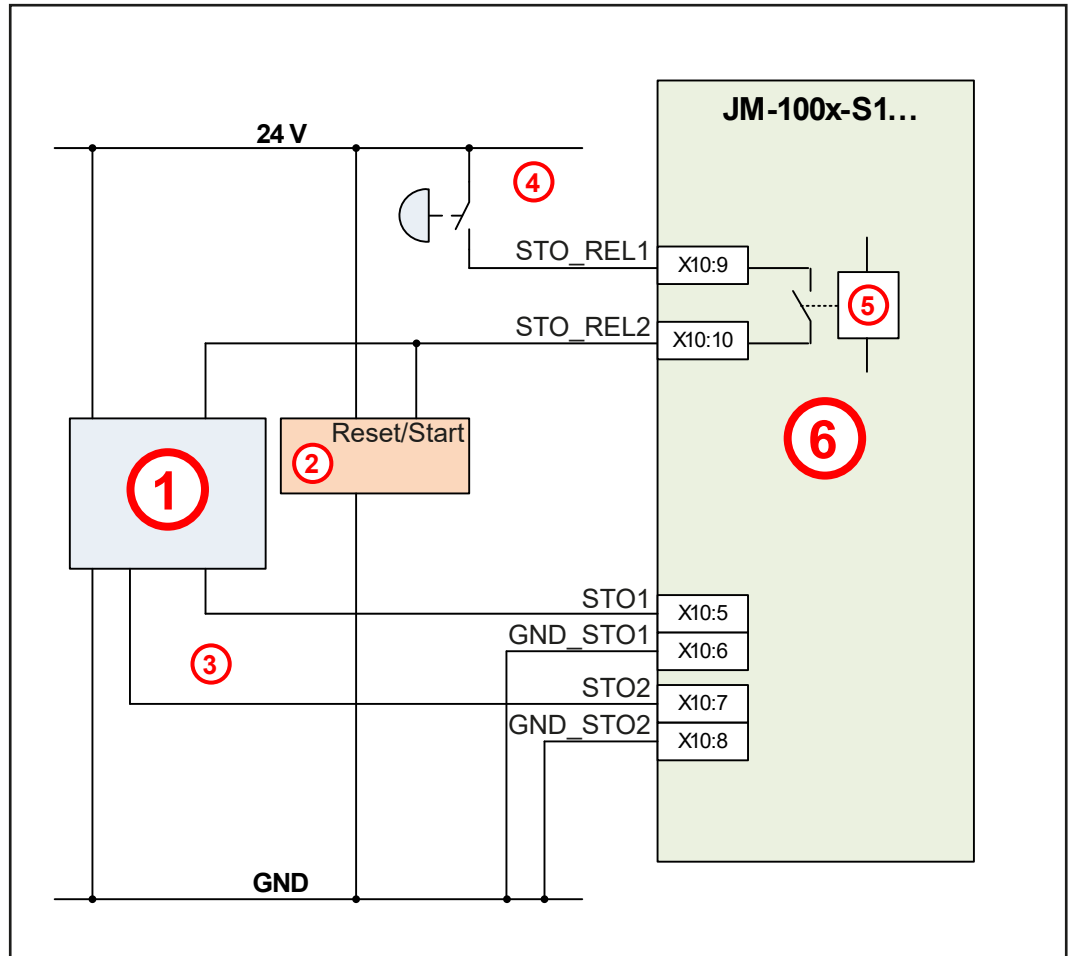 JM-100x-S1...
24 V
4
STO_REL1
X10:9
5
STO_REL2
X10:10
Reset/Start
6
2
1
STO1
X10:5
GND_STO1
X10:6
3
STO2
X10:7
GND_STO2
X10:8
GND